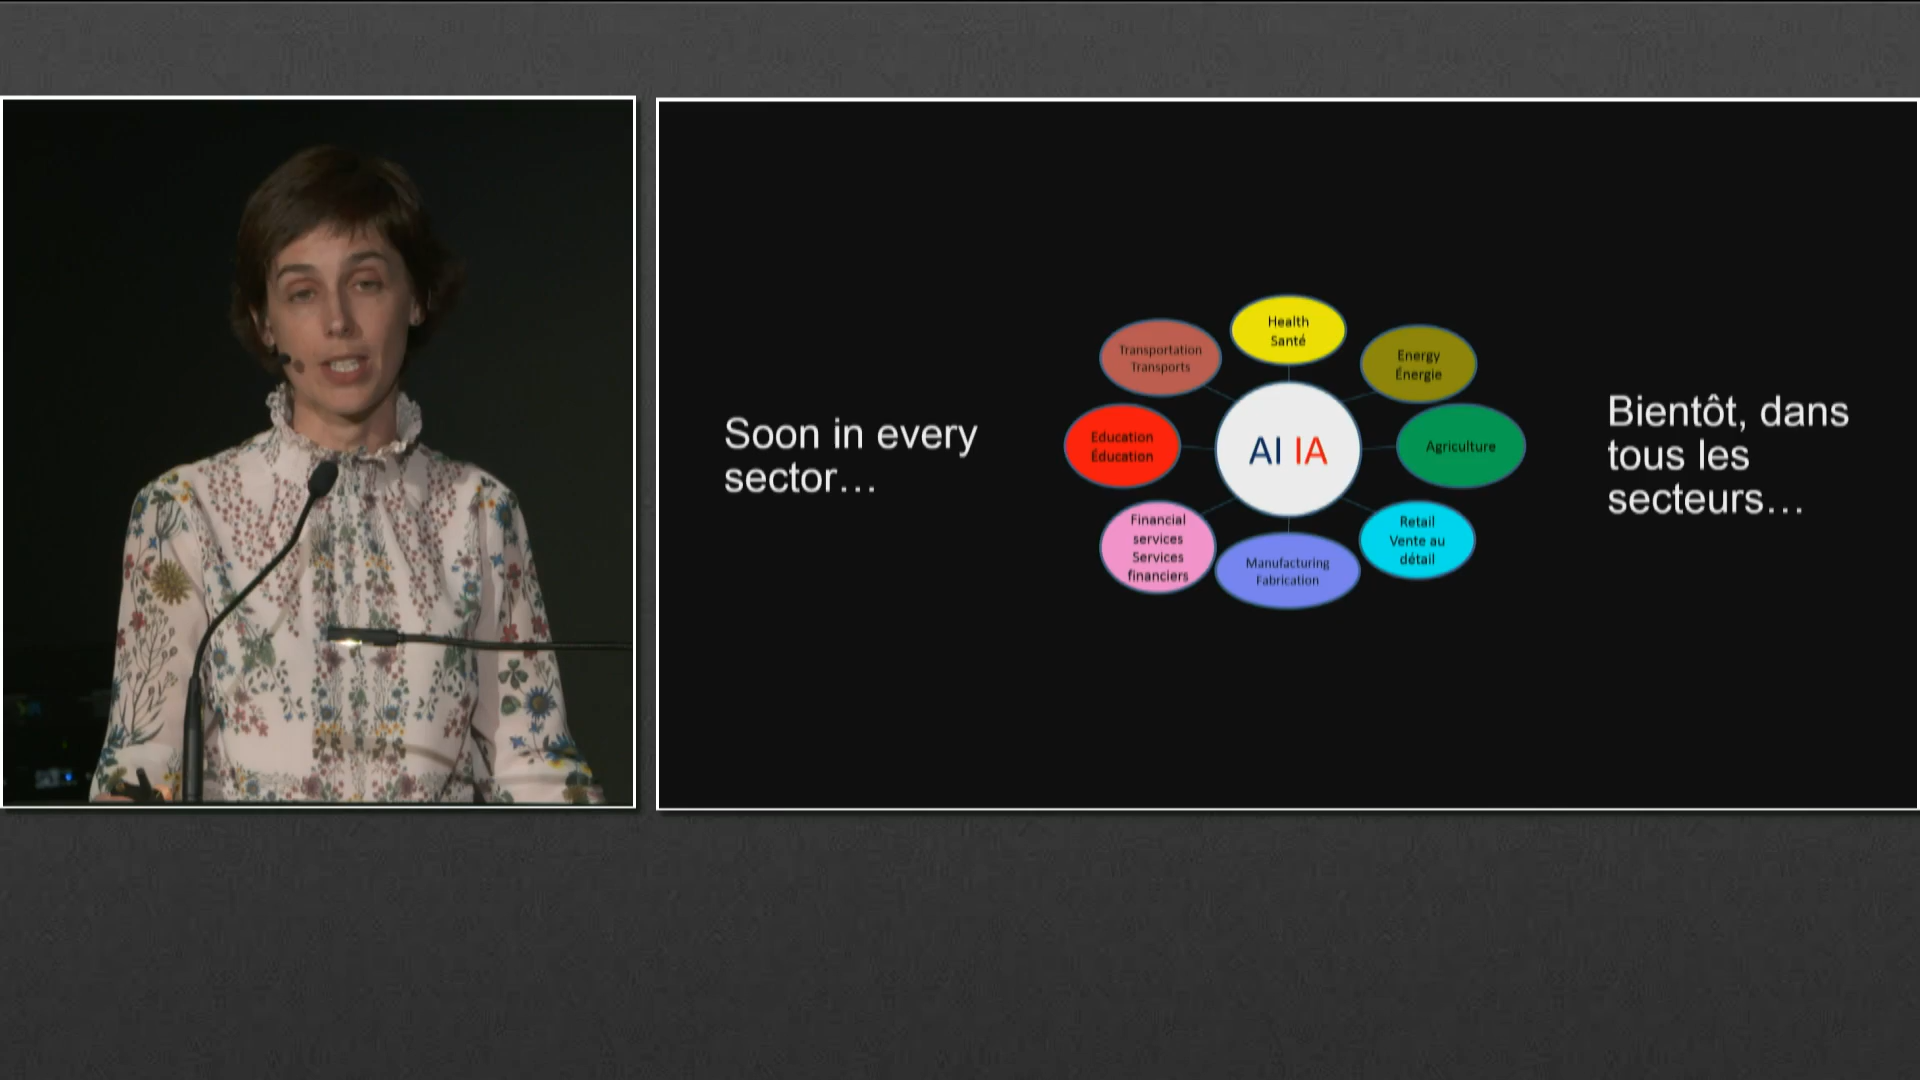 Soon in every
sector...
Health
Santé
Energy
Énergie
Agriculture
Retail
Vente au
détail
Manufacturing
Fabrication
Financial
services
Services
financiers
Education
Éducation
Transportation
Transports
AI IA
Bientôt, dans
tous les
secteurs...